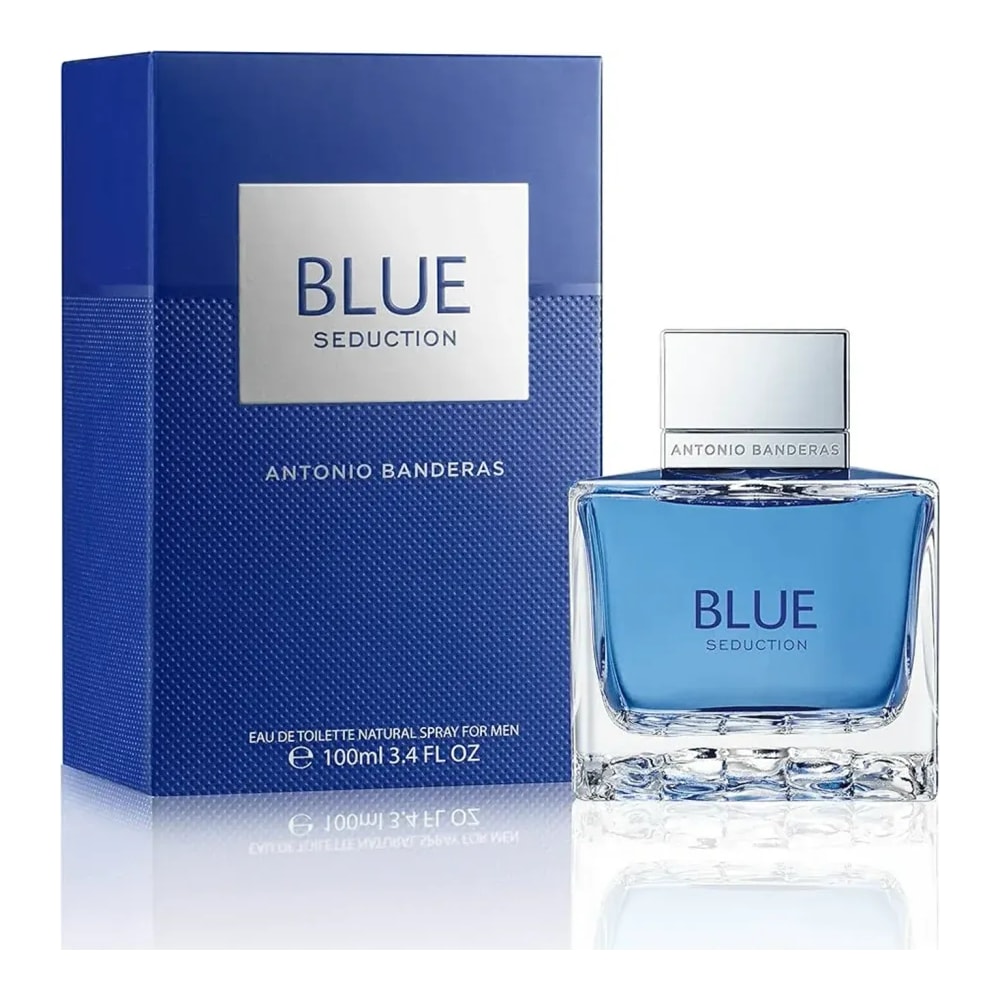 BLUE
SEDUCTION
ANTONIO BANDERAS
EAU DE TOILETTE NATURAL SPRAY FOR MEN
℮ 100ml 3.4 FL OZ
ANTONIO BANDERAS
BLUE
SEDUCTION